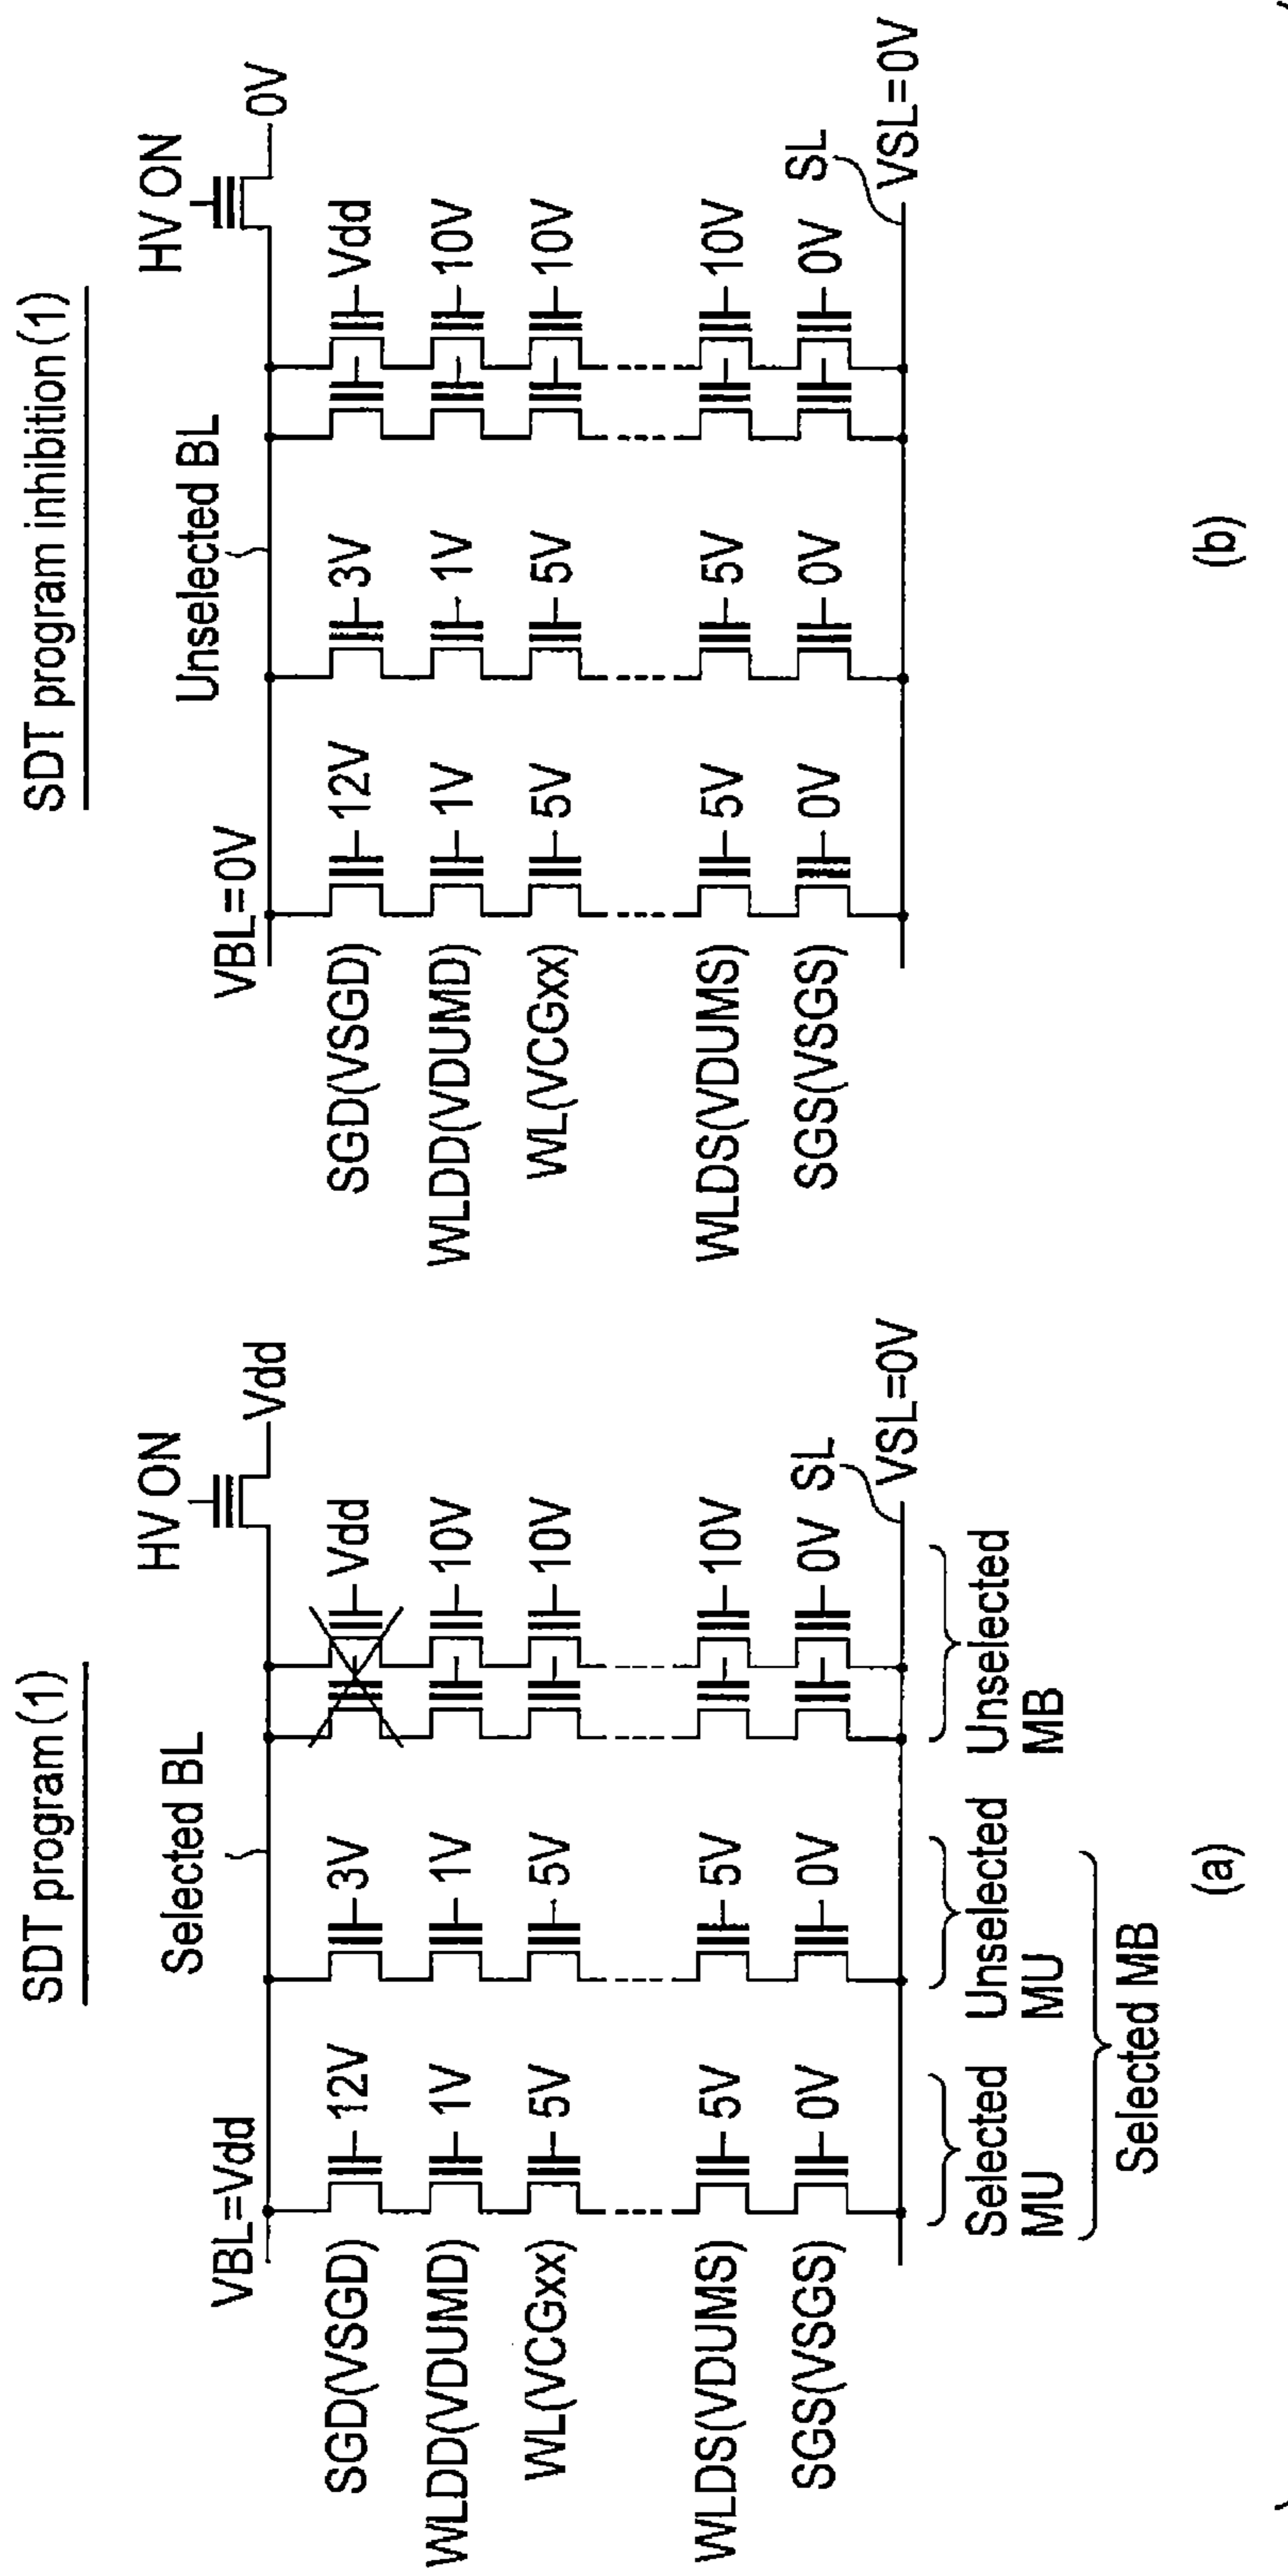 SDT program(1)
Selected BL
HV ON
VBL=Vdd
Vdd
SGD(VSGD)
12V
3V
Vdd
WLDD(VDUMD)
1V
1V
10V
WL(VCGxx)
5V
5V
10V
WLDS(VDUMS)
5V
5V
10V
SGS(VSGS)
0V
0V
0V
SL
VSL=0V
Selected
MU
Unselected
MU
Unselected
MB
Selected MB
(a)
SDT program inhibition(1)
Unselected BL
HV ON
VBL=0V
0V
SGD(VSGD)
12V
3V
Vdd
WLDD(VDUMD)
1V
1V
10V
WL(VCGxx)
5V
5V
10V
WLDS(VDUMS)
5V
5V
10V
SGS(VSGS)
0V
0V
0V
SL
VSL=0V
(b)